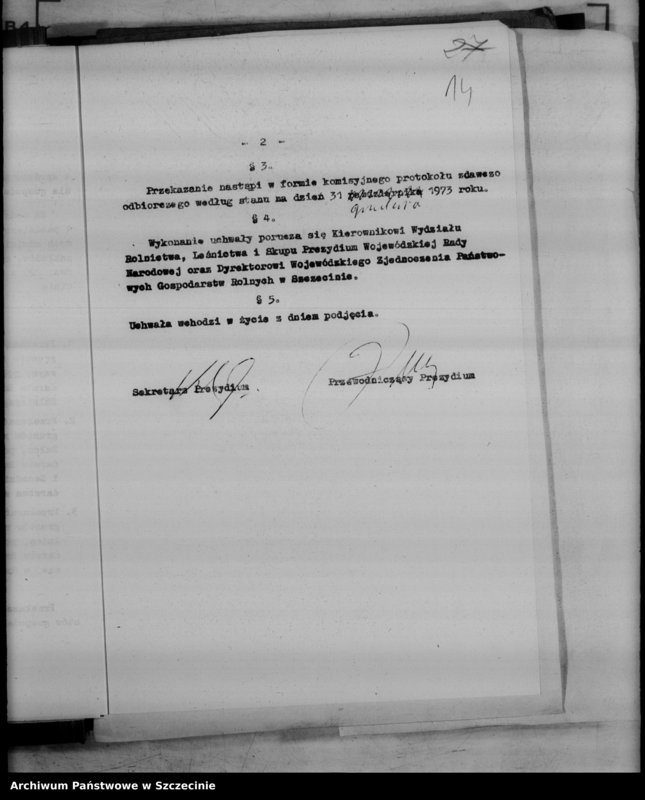 27
14
- 2 -
§ 3.
Przekazanie nastąpi w formie komisyjnego protokołu zdawczo
odbiorczego według stanu na dzień 31 października 1973 roku.
grudnia
§ 4.
Wykonanie uchwały porucza się Kierownikowi Wydziału
Rolnictwa, Leśnictwa i Skupu Prezydium Wojewódzkiej Rady
Narodowej oraz Dyrektorowi Wojewódzkiego Zjednoczenia Państwo-
wych Gospodarstw Rolnych w Szczecinie.
§ 5.
Uchwała wchodzi w życie z dniem podjęcia.
Sekretarz Prezydium
Przewodniczący Prezydium
Archiwum Państwowe w Szczecinie